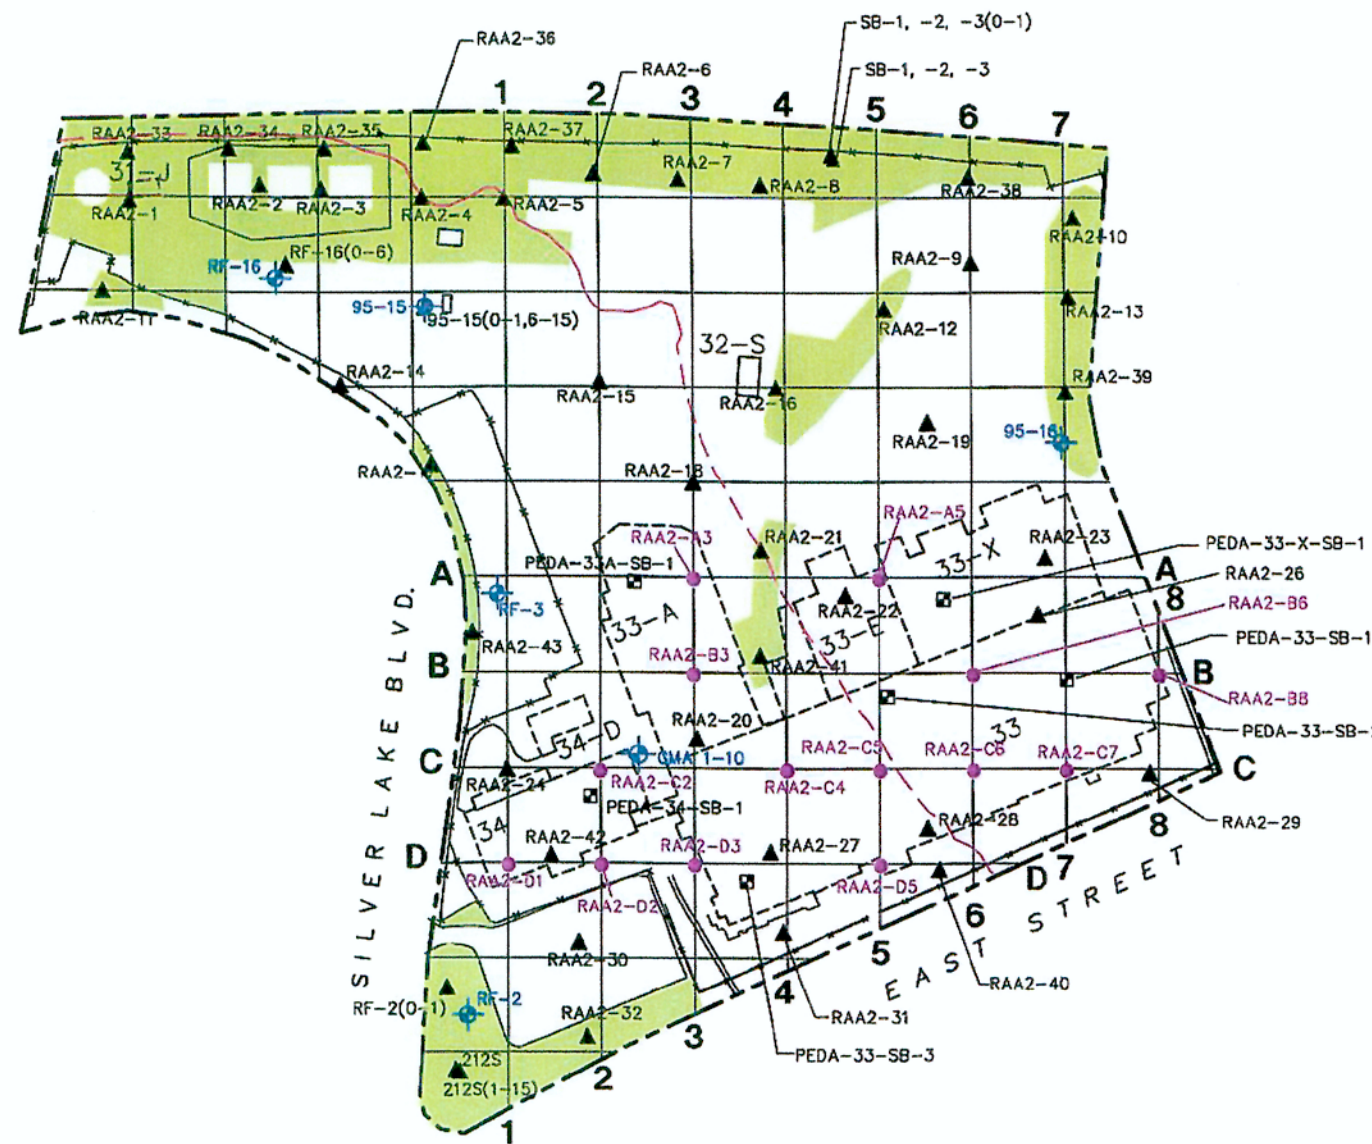 SB-1, -2, -3(0-1)
RAA2-36
RAA2-6
SB-1, -2, -3
1
2
3
4
5
6
7
RAA2-33
RAA2-34
RAA2-35
RAA2-37
RAA2-7
RAA2-8
RAA2-38
31-J
RAA2-1
RAA2-2
RAA2-3
RAA2-4
RAA2-5
RAA2-10
RF-16(0-6)
RF-16
RAA2-9
RAA2-11
95-15
95-15(0-1,6-15)
RAA2-12
RAA2-13
32-S
RAA2-14
RAA2-15
RAA2-16
RAA2-39
RAA2-19
95-16
RAA2-
RAA2-18
RAA2-A5
RAA2-A3
RAA2-21
33-X
RAA2-23
PEDA-33-X-SB-1
A
PEDA-33A-SB-1
A
RAA2-26
RF-3
33-A
RAA2-22
33-E
8
RAA2-B6
RAA2-43
RAA2-B3
RAA2-41
PEDA-33-SB-1
B
B
RAA2-B8
34-D
RAA2-20
33
PEDA-33-SB-
C
GMA 1-10
RAA2-C5
RAA2-C6
RAA2-C7
C
RAA2-24
RAA2-C2
RAA2-C4
PEDA-34-SB-1
34
RAA2-42
RAA2-D3
RAA2-27
RAA2-28
8
RAA2-29
D
RAA2-D1
RAA2-D2
RAA2-D5
D
7
6
SILVER LAKE BLVD.
EAST STREET
RAA2-30
5
RAA2-40
4
RF-2(0-1)
RF-2
RAA2-32
3
RAA2-31
PEDA-33-SB-3
212S
212S(1-15)
2
1